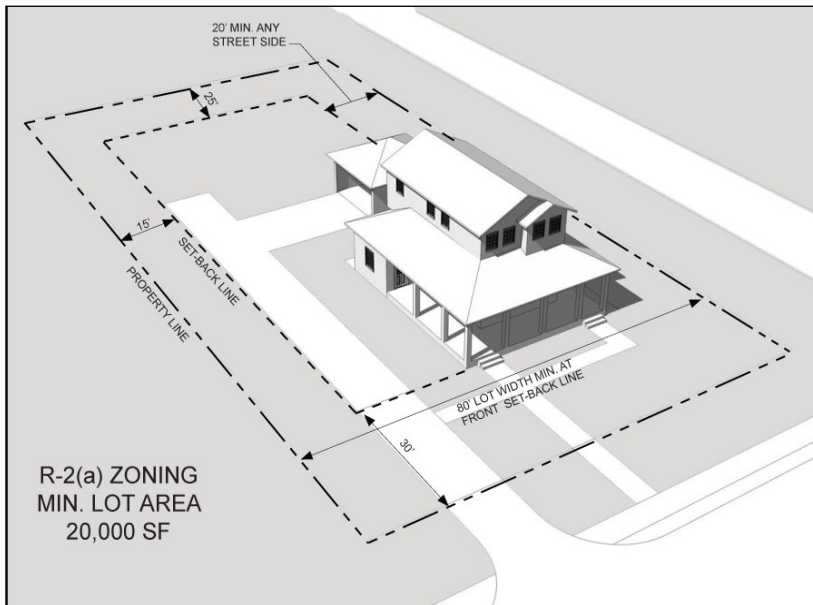 20' MIN. ANY
STREET SIDE
25'
15'
SET-BACK LINE
PROPERTY LINE
80' LOT WIDTH MIN. AT
FRONT SET-BACK LINE
30'
R-2(a) ZONING
MIN. LOT AREA
20,000 SF